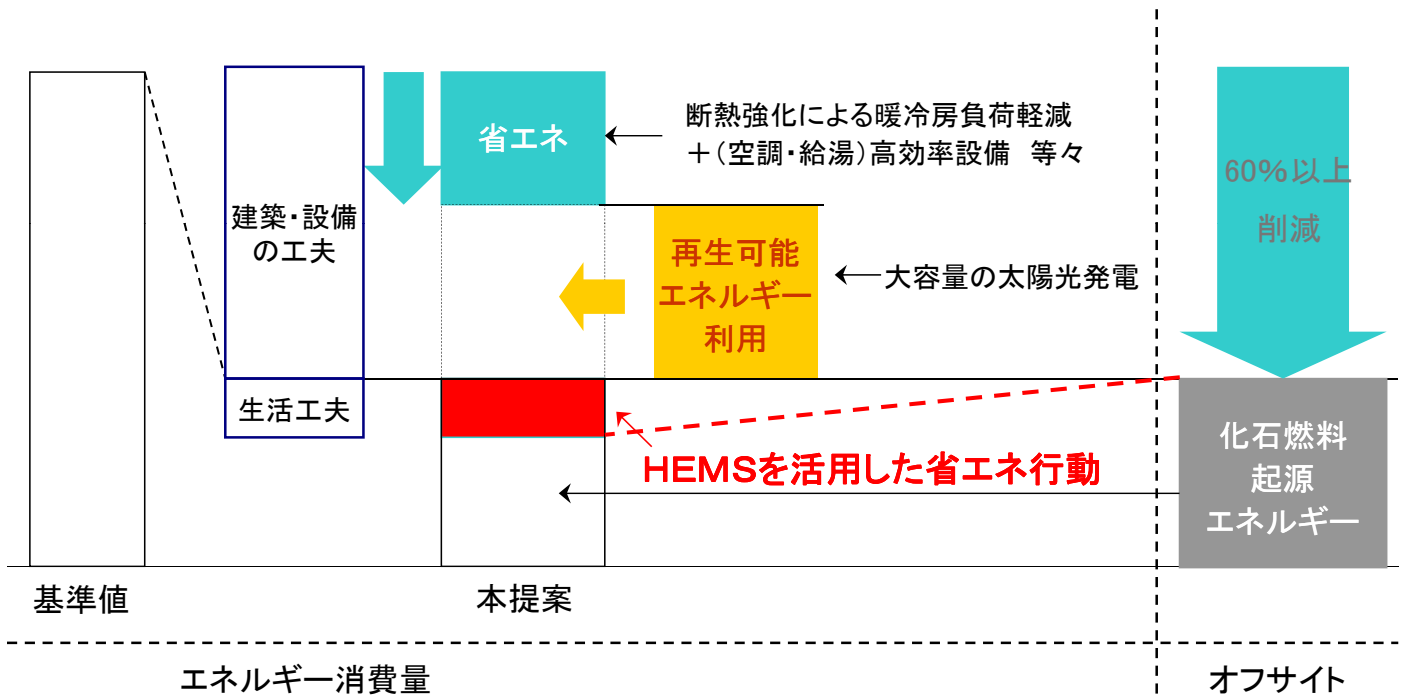 省エネ
断熱強化による暖冷房負荷軽減
＋（空調・給湯）高効率設備　等々
60%以上
削減
建築・設備
の工夫
再生可能
エネルギー
利用
大容量の太陽光発電
生活工夫
HEMSを活用した省エネ行動
化石燃料
起源
エネルギー
基準値
本提案
エネルギー消費量
オフサイト